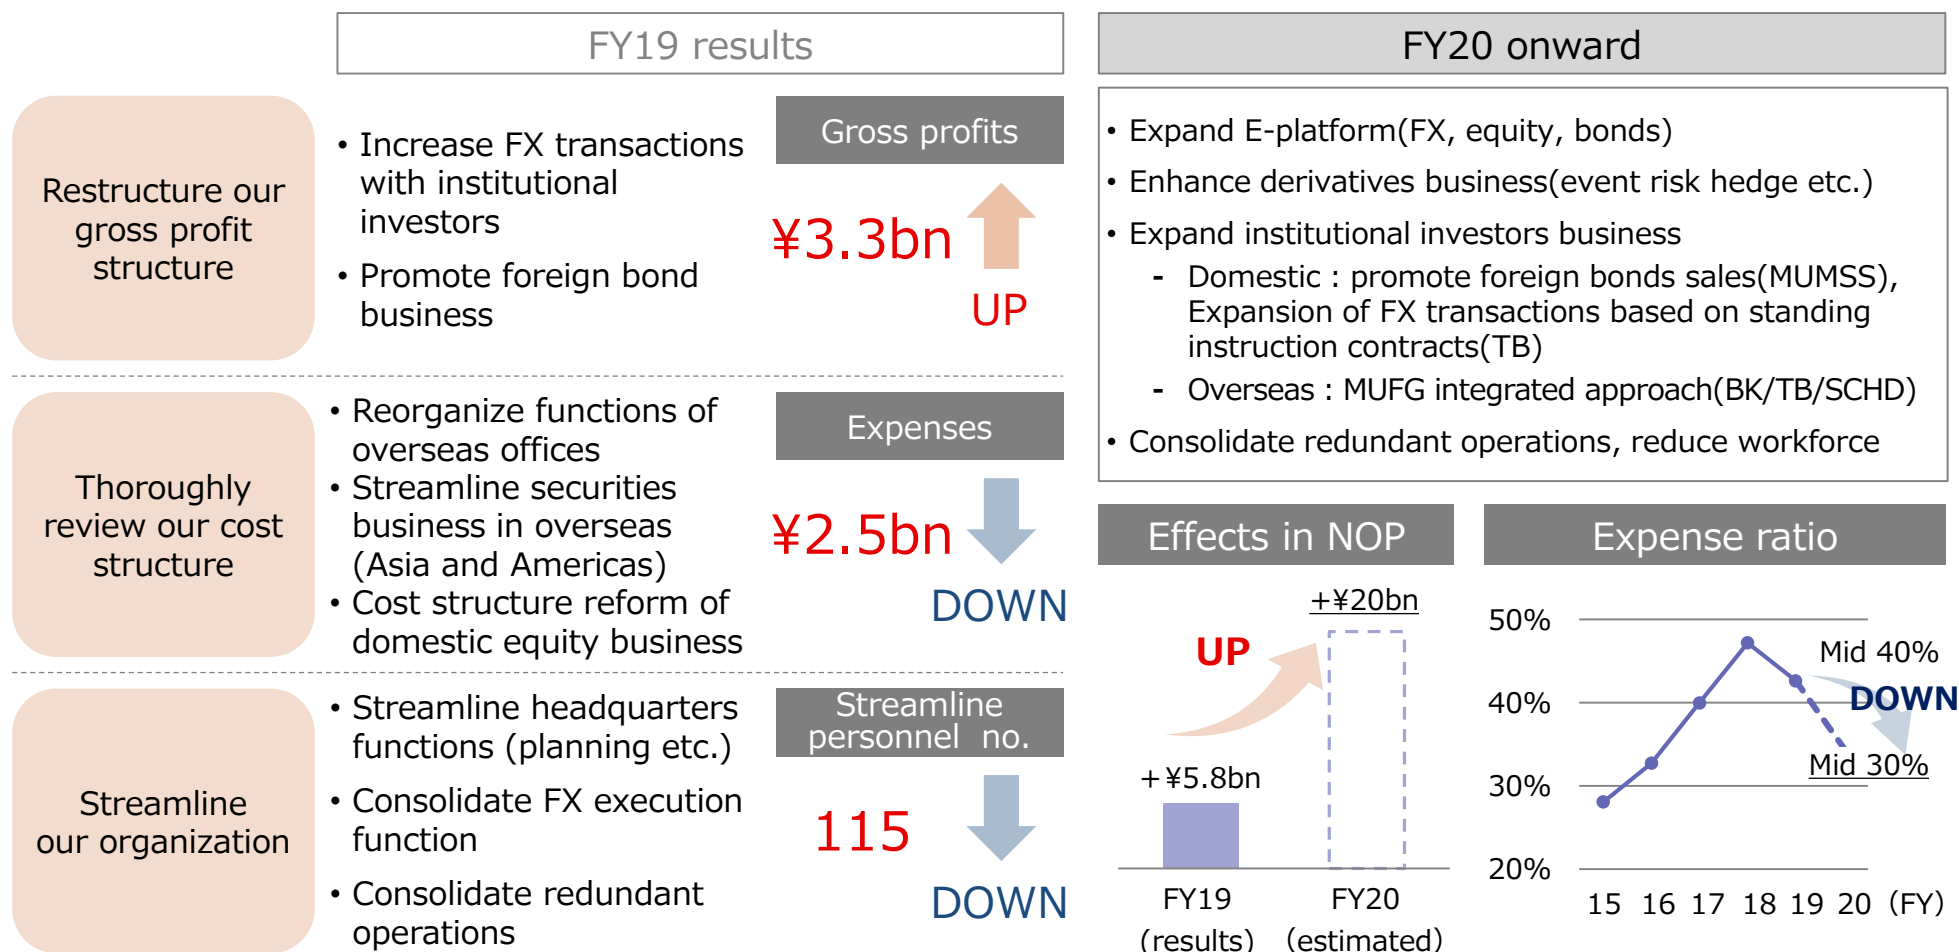 FY19 results
Restructure our
gross profit
structure
• Increase FX transactions
with institutional
investors
• Promote foreign bond
business
Gross profits
¥3.3bn
UP
Thoroughly
review our cost
structure
• Reorganize functions of
overseas offices
• Streamline securities
business in overseas
(Asia and Americas)
• Cost structure reform of
domestic equity business
Expenses
¥2.5bn
DOWN
Streamline
our organization
• Streamline headquarters
functions (planning etc.)
• Consolidate FX execution
function
• Consolidate redundant
operations
Streamline
personnel no.
115
DOWN
FY20 onward
• Expand E-platform(FX, equity, bonds)
• Enhance derivatives business(event risk hedge etc.)
• Expand institutional investors business
- Domestic : promote foreign bonds sales(MUMSS),
Expansion of FX transactions based on standing
instruction contracts(TB)
- Overseas : MUFG integrated approach(BK/TB/SCHD)
• Consolidate redundant operations, reduce workforce
Effects in NOP
+¥20bn
UP
+¥5.8bn
FY19
(results)
FY20
(estimated)
Expense ratio
50%
40%
30%
20%
Mid 40%
DOWN
Mid 30%
15 16 17 18 19 20 (FY)